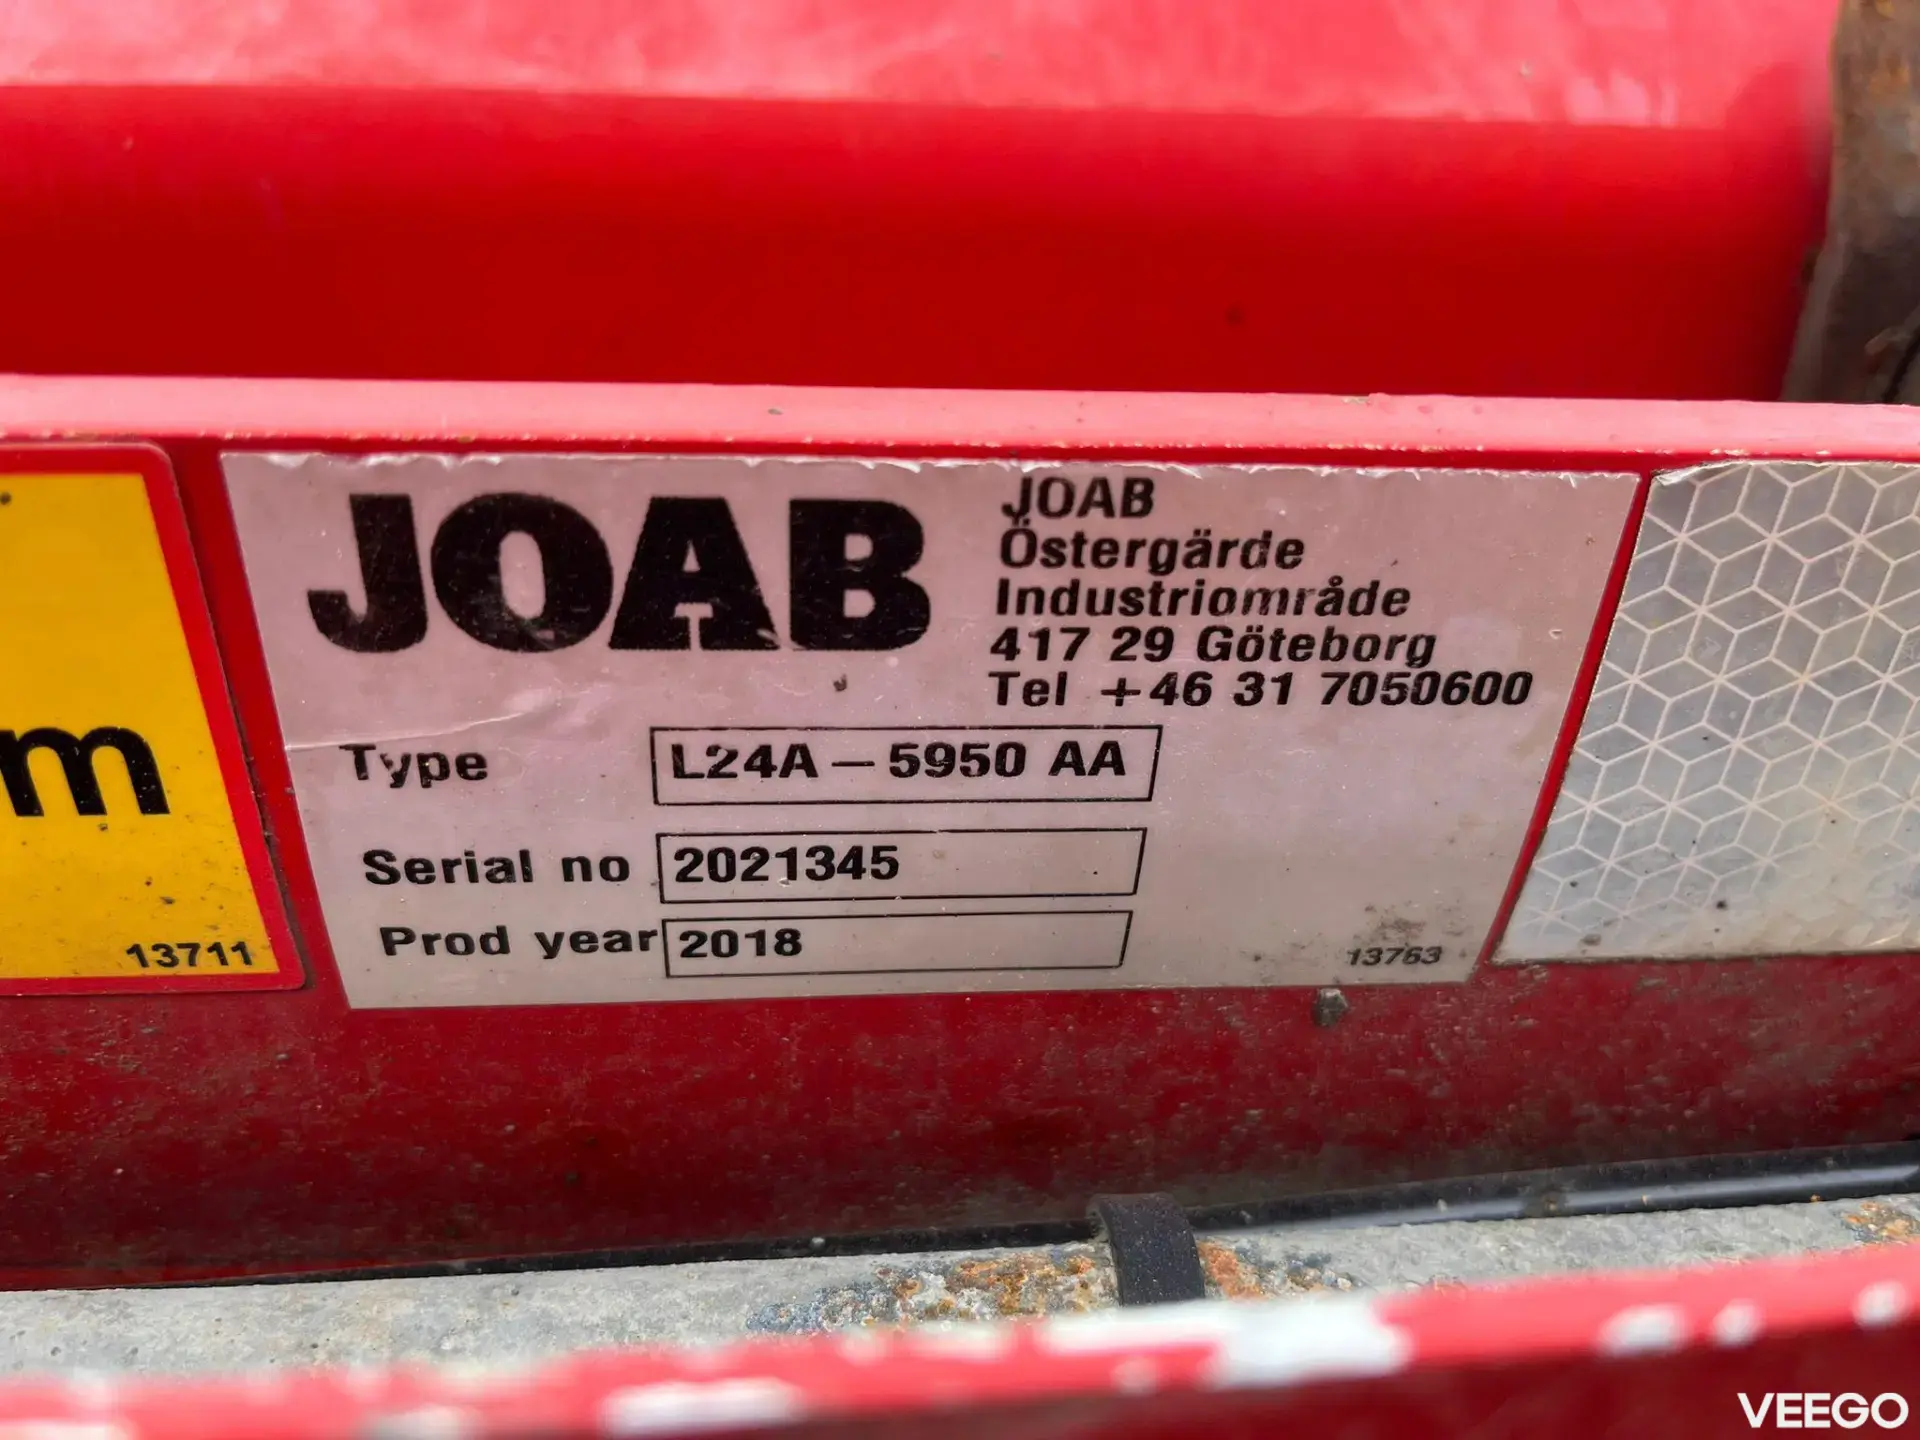 JOAB
JOAB
Östergärde
Industriområde
417 29 Göteborg
Tel +46 31 7050600
Type L24A – 5950 AA
Serial no 2021345
Prod year 2018
13763
m
13711
VEEGO